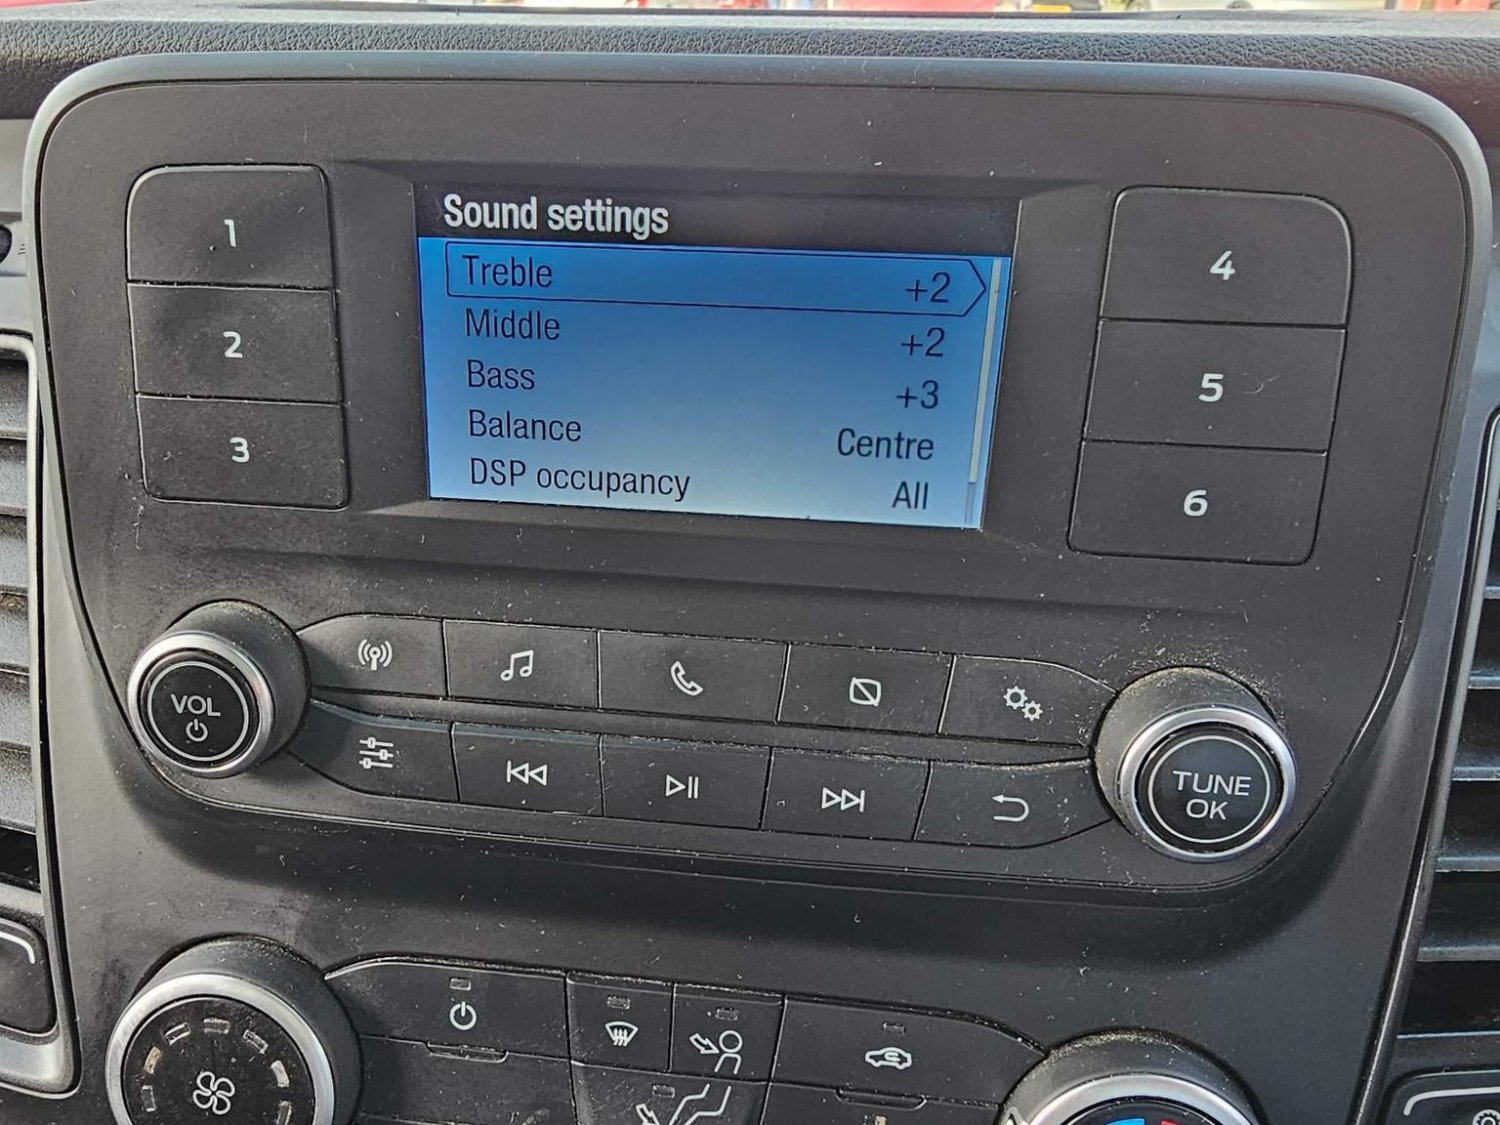 Sound settings
Treble +2
Middle +2
Bass +3
Balance Centre
DSP occupancy All
1
2
3
4
5
6
VOL
TUNE
OK